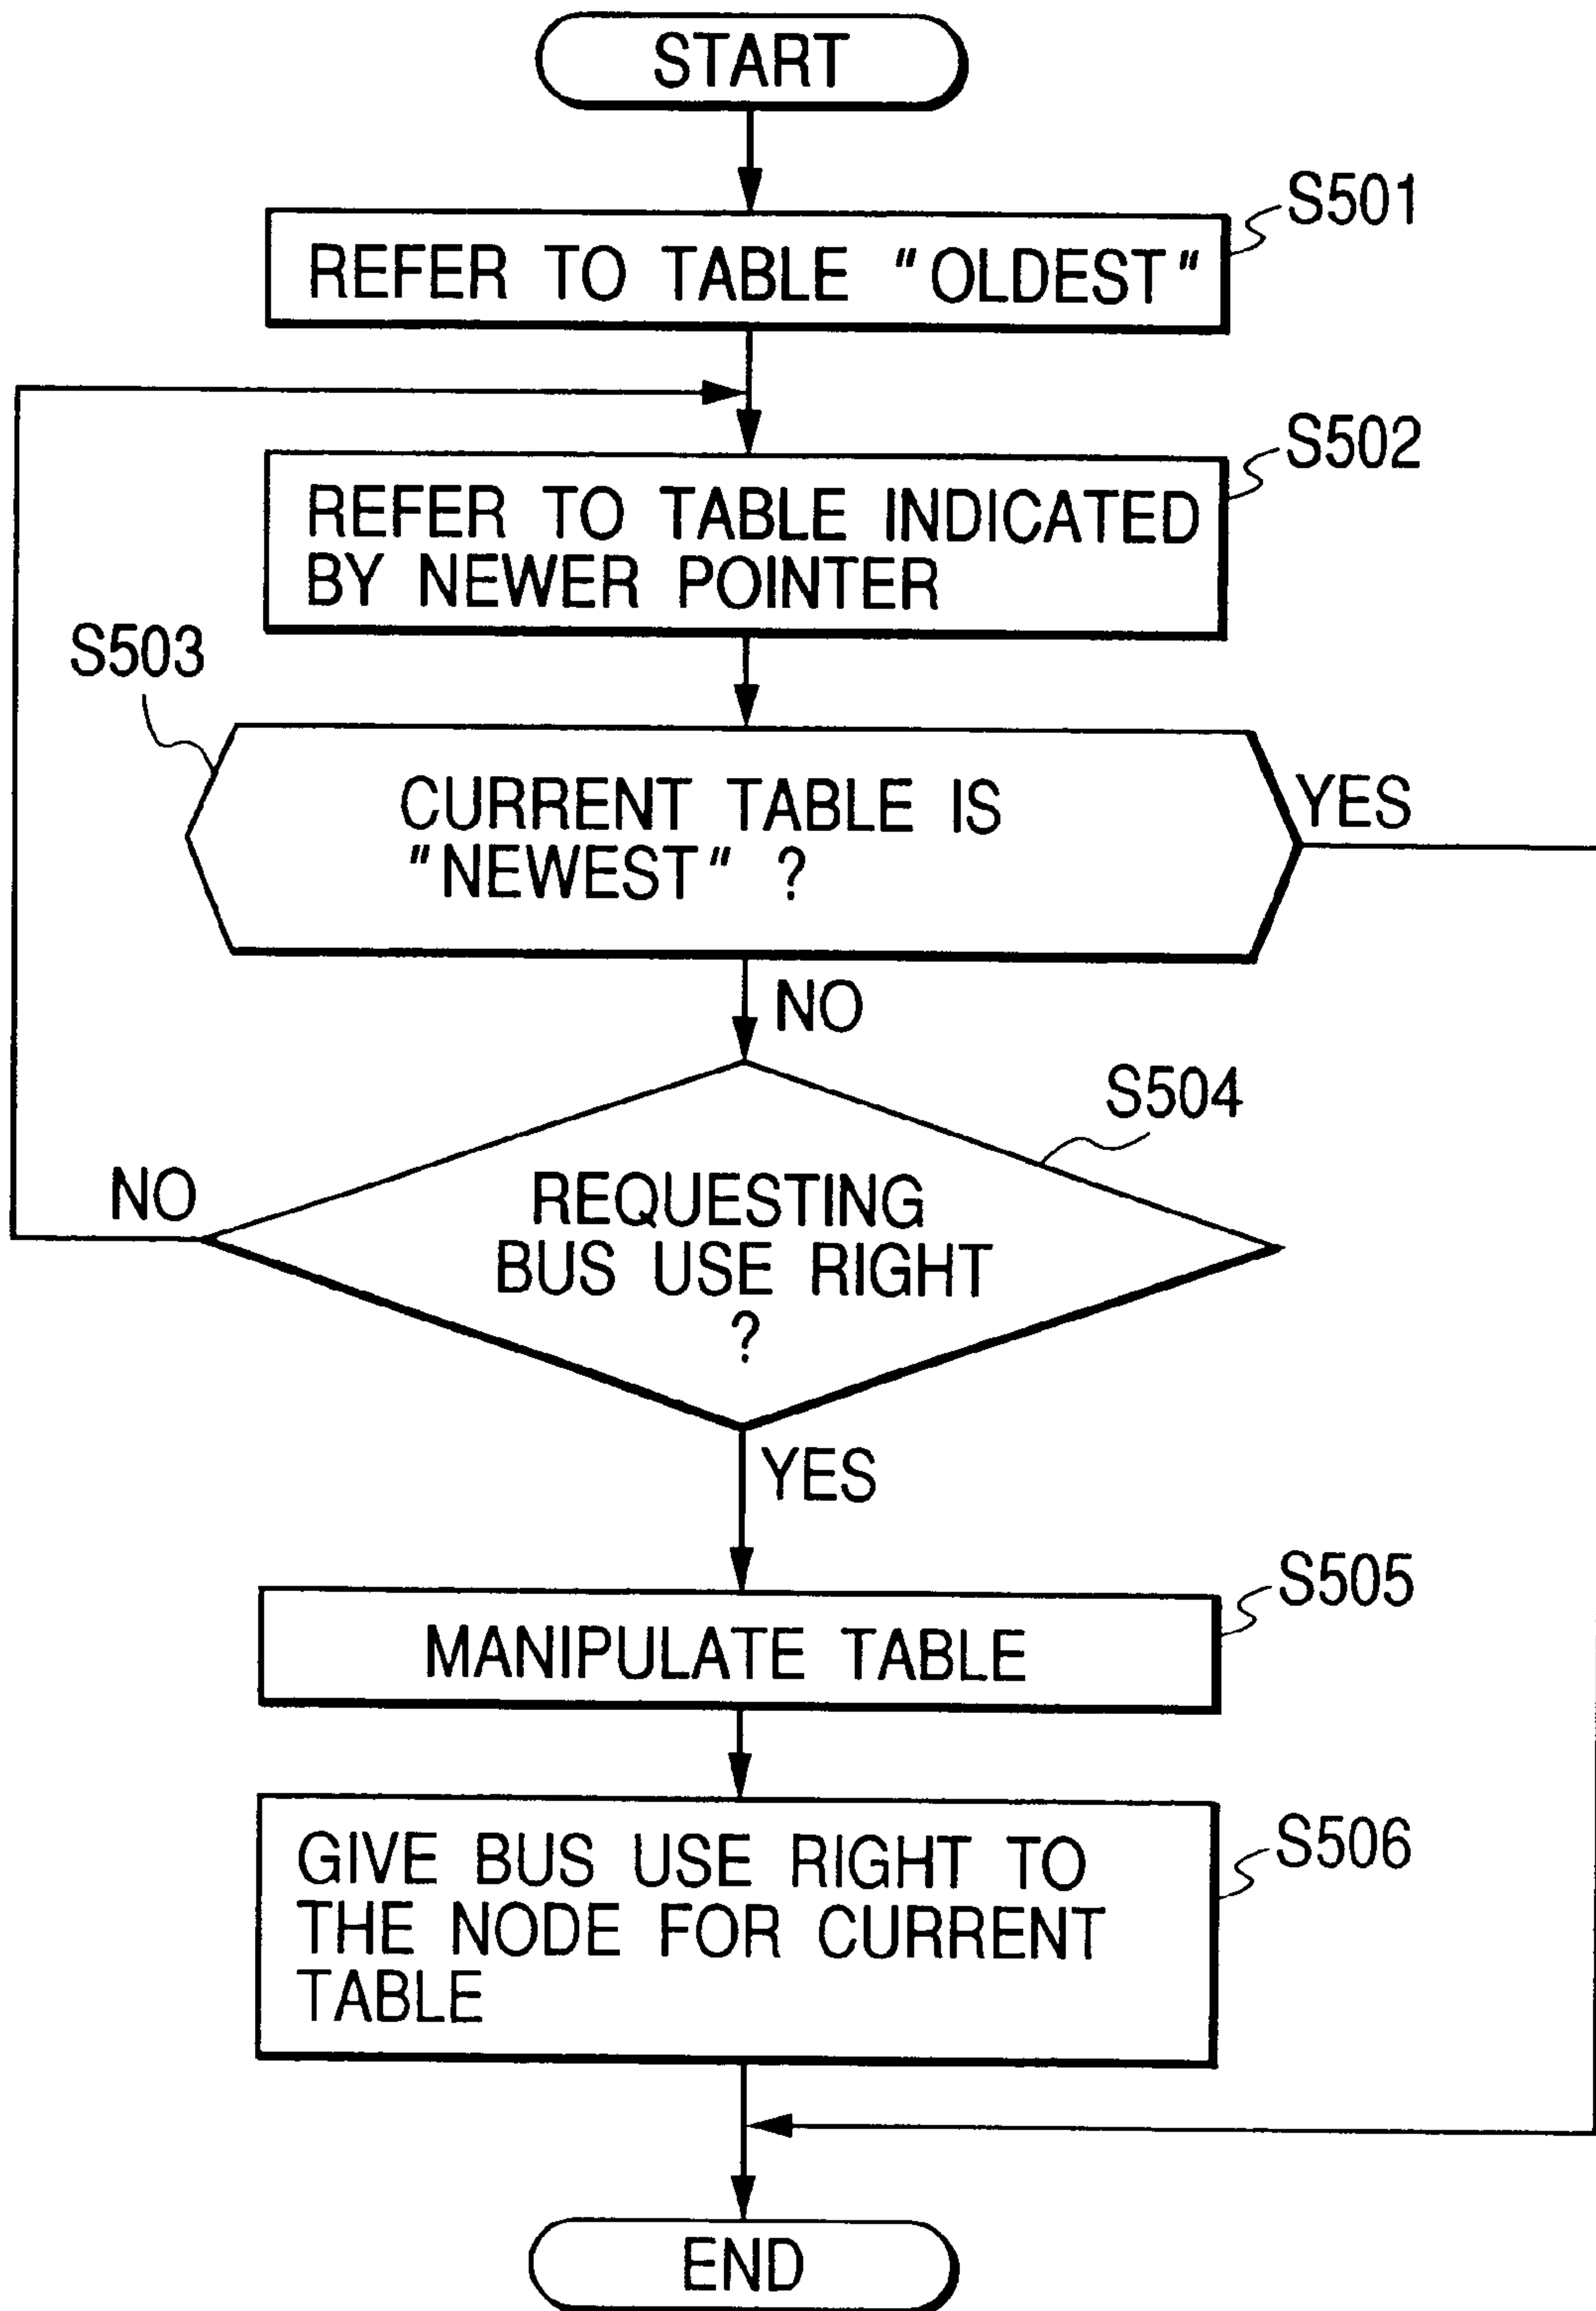 START
S501
REFER TO TABLE "OLDEST"
S502
REFER TO TABLE INDICATED
BY NEWER POINTER
S503
CURRENT TABLE IS
"NEWEST" ?
YES
NO
S504
REQUESTING
BUS USE RIGHT
?
NO
YES
S505
MANIPULATE TABLE
S506
GIVE BUS USE RIGHT TO
THE NODE FOR CURRENT
TABLE
END